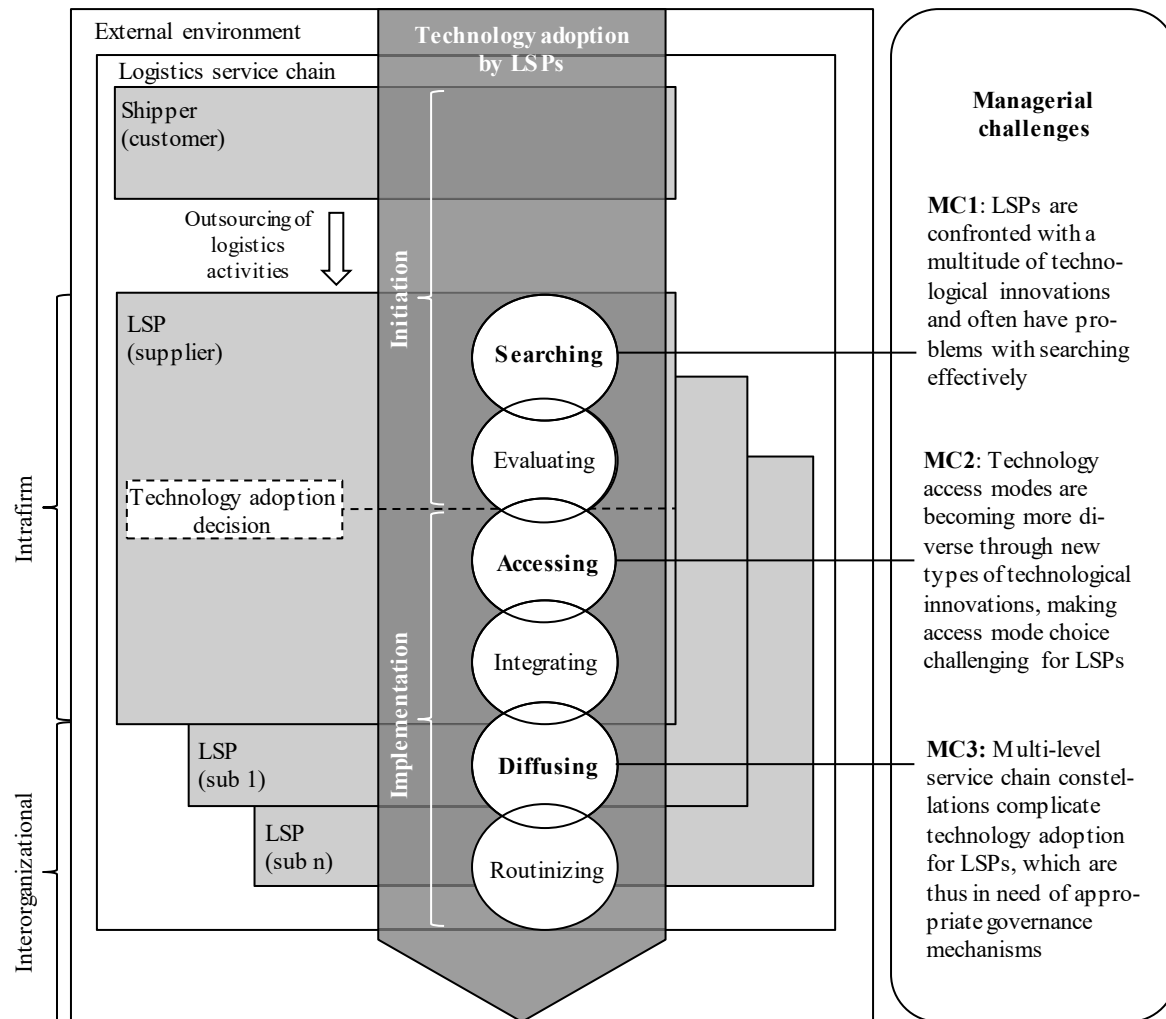 External environment
Technology adoption
by LSPs
Logistics service chain
Shipper
(customer)
Outsourcing of
logistics
activities
Initiation
LSP
(supplier)
Searching
Evaluating
Technology adoption
decision
Accessing
Integrating
Implementation
LSP
(sub 1)
Diffusing
LSP
(sub n)
Routinizing
Intrafirm
Interorganizational
Managerial
challenges
MC1: LSPs are
confronted with a
multitude of techno-
logical innovations
and often have pro-
blems with searching
effectively
MC2: Technology
access modes are
becoming more di-
verse through new
types of technological
innovations, making
access mode choice
challenging for LSPs
MC3: Multi-level
service chain constel-
lations complicate
technology adoption
for LSPs, which are
thus in need of appro-
priate governance
mechanisms